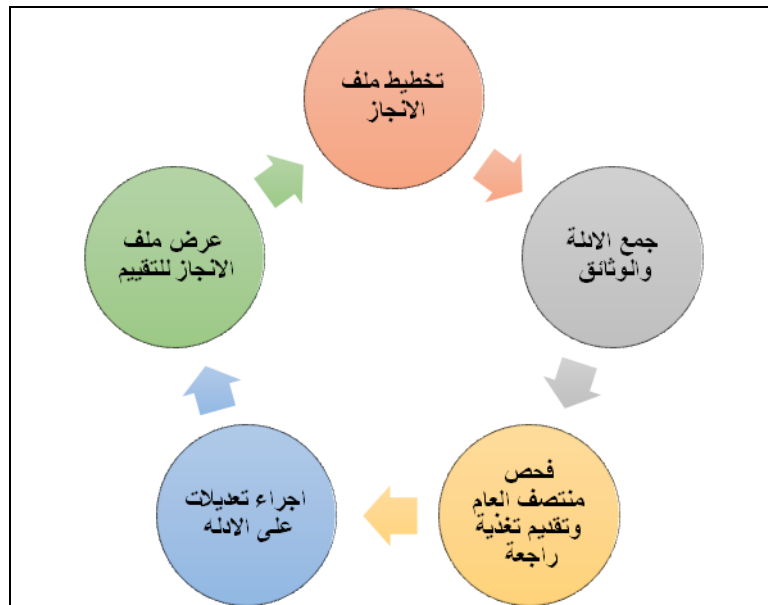 تخطيط ملف
الانجاز
جمع الادلة
والوثائق
فحص
منتصف العام
وتقديم تغذية
راجعة
اجراء تعديلات
على الادله
عرض ملف
الانجاز للتقييم